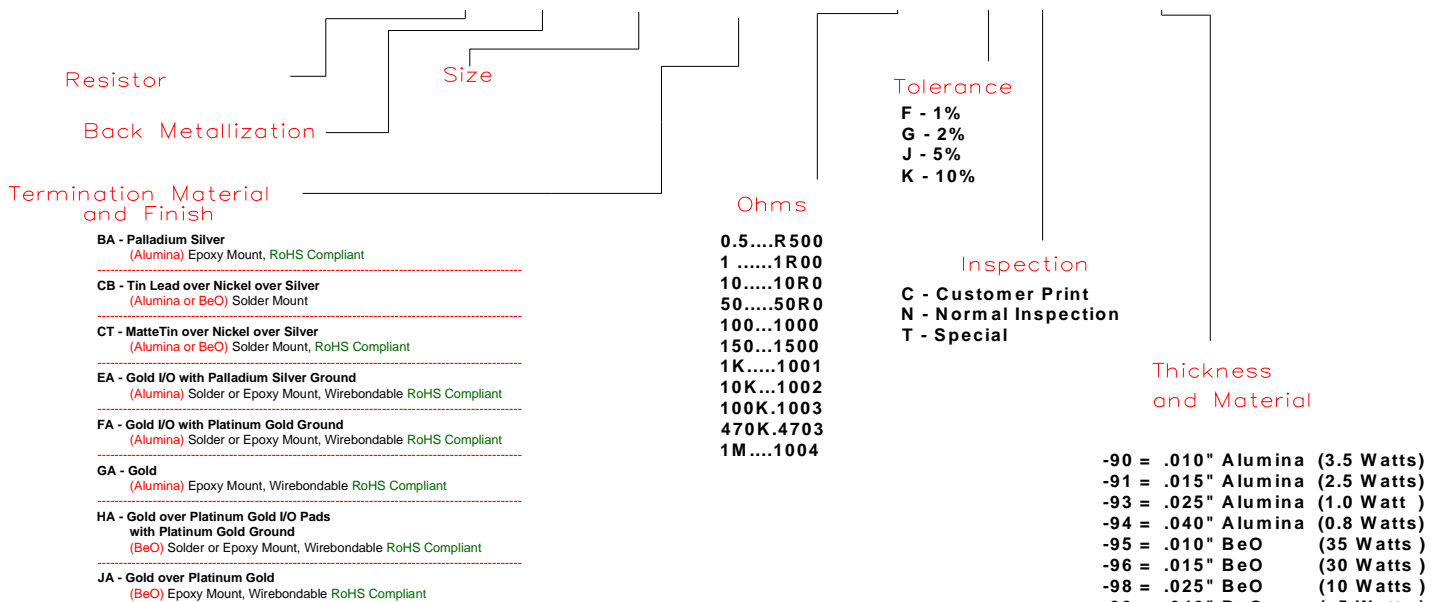 Resistor
Back Metallization
Size
Termination Material
and Finish
BA - Palladium Silver
(Alumina) Epoxy Mount, RoHS Compliant
CB - Tin Lead over Nickel over Silver
(Alumina or BeO) Solder Mount
CT - MatteTin over Nickel over Silver
(Alumina or BeO) Solder Mount, RoHS Compliant
EA - Gold I/O with Palladium Silver Ground
(Alumina) Solder or Epoxy Mount, Wirebondable RoHS Compliant
FA - Gold I/O with Platinum Gold Ground
(Alumina) Solder or Epoxy Mount, Wirebondable RoHS Compliant
GA - Gold
(Alumina) Epoxy Mount, Wirebondable RoHS Compliant
HA - Gold over Platinum Gold I/O Pads
with Platinum Gold Ground
(BeO) Solder or Epoxy Mount, Wirebondable RoHS Compliant
JA - Gold over Platinum Gold
(BeO) Epoxy Mount, Wirebondable RoHS Compliant
Ohms
0.5....R500
1 ......1R00
10.....10R0
50.....50R0
100...1000
150...1500
1K.....1001
10K...1002
100K.1003
470K.4703
1M....1004
Tolerance
F - 1%
G - 2%
J - 5%
K - 10%
Inspection
C - Customer Print
N - Normal Inspection
T - Special
Thickness
and Material
-90 = .010" Alumina (3.5 Watts)
-91 = .015" Alumina (2.5 Watts)
-93 = .025" Alumina (1.0 Watt )
-94 = .040" Alumina (0.8 Watts)
-95 = .010" BeO (35 Watts )
-96 = .015" BeO (30 Watts )
-98 = .025" BeO (10 Watts )